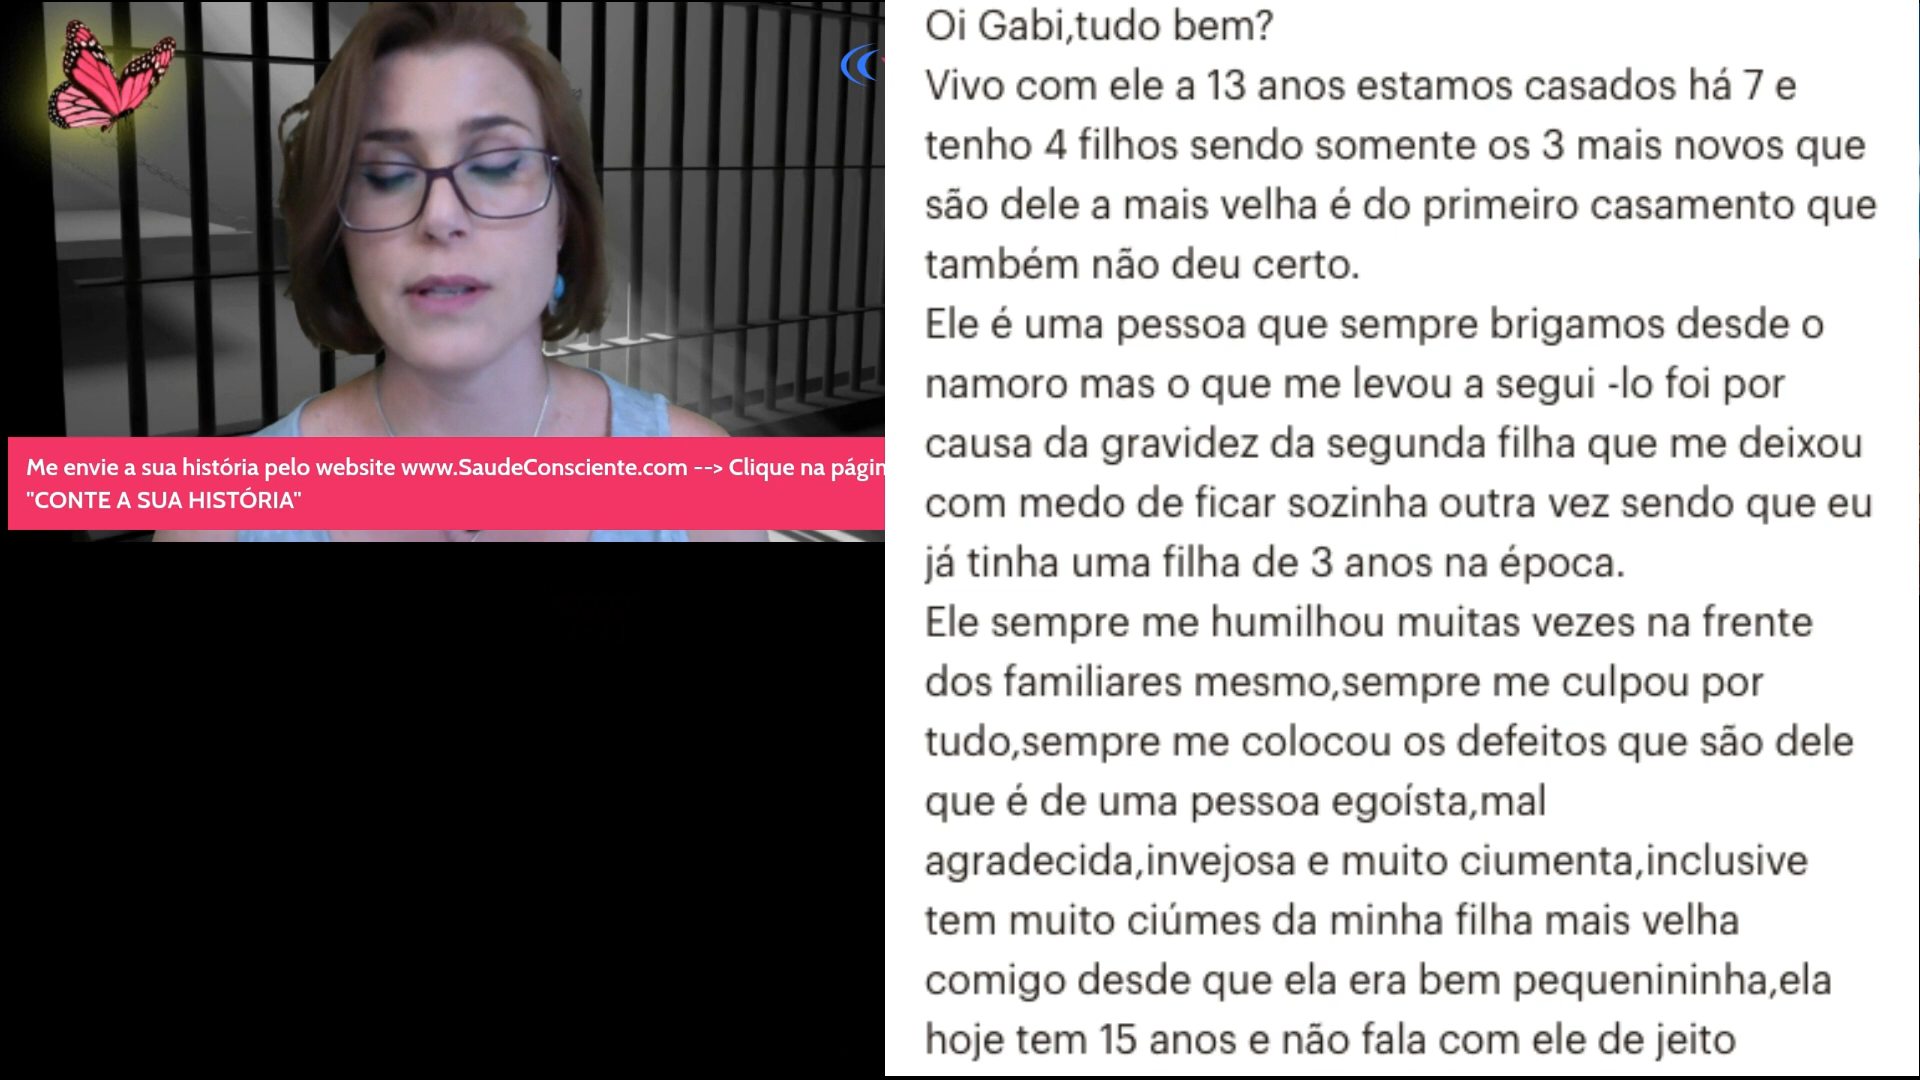 Me envie a sua história pelo website www.SaudeConsciente.com --> Clique na págin
"CONTE A SUA HISTÓRIA"
Oi Gabi,tudo bem?
Vivo com ele a 13 anos estamos casados há 7 e
tenho 4 filhos sendo somente os 3 mais novos que
são dele a mais velha é do primeiro casamento que
também não deu certo.
Ele é uma pessoa que sempre brigamos desde o
namoro mas o que me levou a segui -lo foi por
causa da gravidez da segunda filha que me deixou
com medo de ficar sozinha outra vez sendo que eu
já tinha uma filha de 3 anos na época.
Ele sempre me humilhou muitas vezes na frente
dos familiares mesmo,sempre me culpou por
tudo,sempre me colocou os defeitos que são dele
que é de uma pessoa egoísta,mal
agradecida,invejosa e muito ciumenta,inclusive
tem muito ciúmes da minha filha mais velha
comigo desde que ela era bem pequenininha,ela
hoje tem 15 anos e não fala com ele de jeito